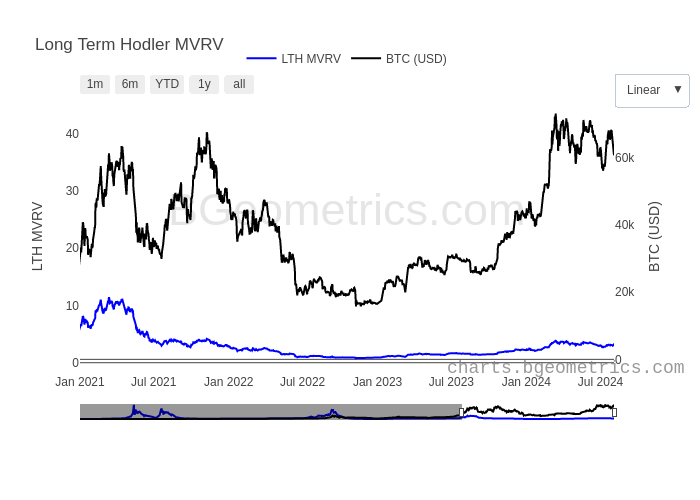 Long Term Hodler MVRV
LTH MVRV
BTC (USD)
1m
6m
YTD
1y
all
Linear ▼
40
30
20
10
0
LTH MVRV
60k
40k
20k
0
BTC (USD)
BGeometrics.com
Jan 2021
Jul 2021
Jan 2022
Jul 2022
Jan 2023
Jul 2023
Jan 2024
Jul 2024
charts.bgeometrics.com